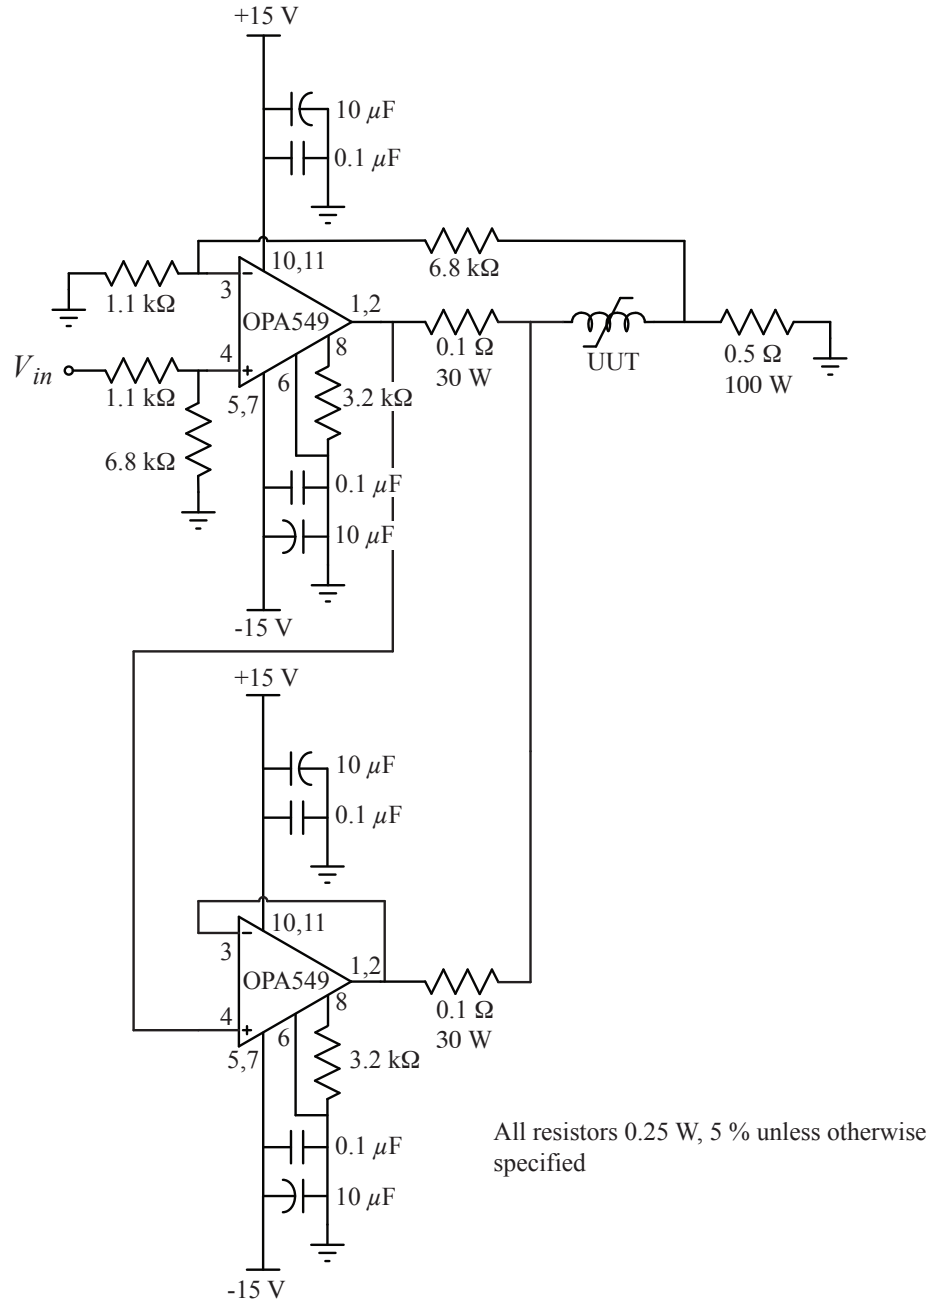 +15 V
10 µF
0.1 µF
6.8 kΩ
10,11
3
1.1 kΩ
1,2
OPA549
8
0.1 Ω
30 W
UUT
0.5 Ω
100 W
4
V_in
1.1 kΩ
6
5,7
3.2 kΩ
6.8 kΩ
0.1 µF
10 µF
-15 V
+15 V
10 µF
0.1 µF
10,11
3
1,2
OPA549
8
0.1 Ω
30 W
4
6
5,7
3.2 kΩ
0.1 µF
10 µF
-15 V
All resistors 0.25 W, 5 % unless otherwise
specified